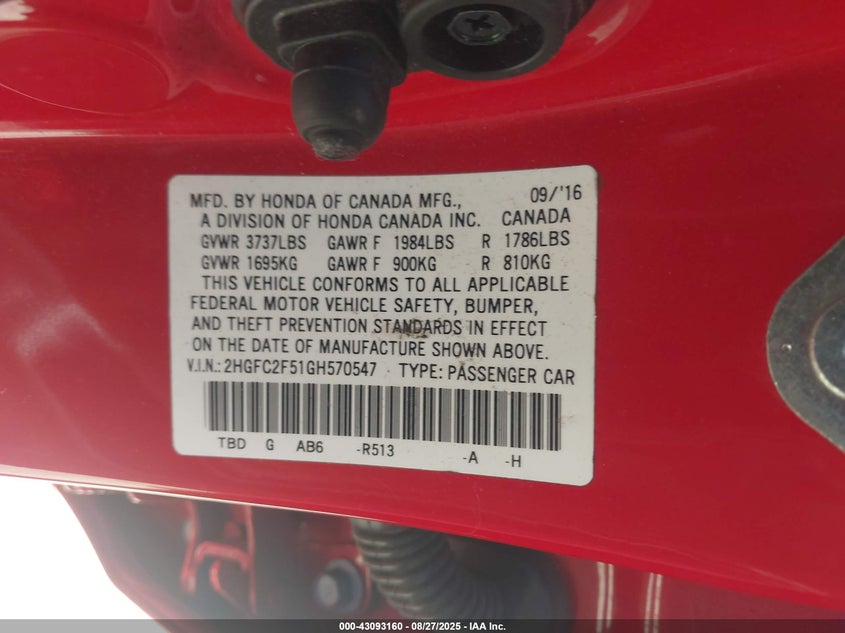 MFD. BY HONDA OF CANADA MFG., 09/'16
A DIVISION OF HONDA CANADA INC. CANADA
GVWR 3737LBS GAWR F 1984LBS R 1786LBS
GVWR 1695KG GAWR F 900KG R 810KG
THIS VEHICLE CONFORMS TO ALL APPLICABLE
FEDERAL MOTOR VEHICLE SAFETY, BUMPER,
AND THEFT PREVENTION STANDARDS IN EFFECT
ON THE DATE OF MANUFACTURE SHOWN ABOVE.
V.I.N.: 2HGFC2F51GH570547 TYPE: PASSENGER CAR
TBD G AB6 -R513 -A -H
000-43093160 - 08/27/2025 - IAA Inc.